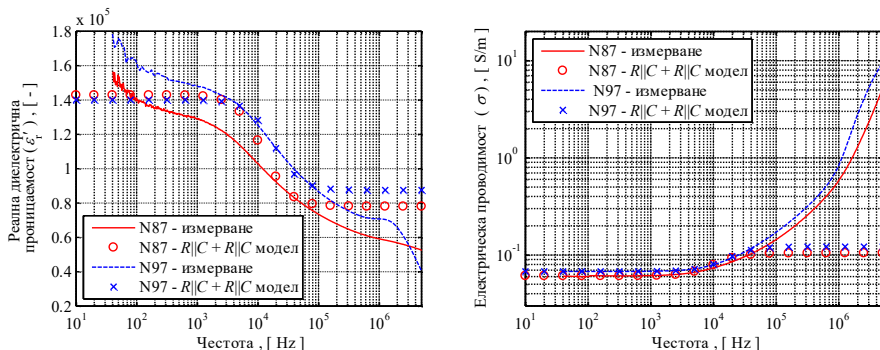 x 10^5
1.8
1.6
1.4
1.2
1
0.8
0.6
0.4
0.2
Реална диелектрична
проницаемост (ε_r′) , [ - ]
N87 - измерване
N87 - R||C + R||C модел
N97 - измерване
N97 - R||C + R||C модел
10^1 10^2 10^3 10^4 10^5 10^6
Честота , [ Hz ]
10^1
10^0
10^-1
Електрическа проводимост ( σ ) , [ S/m ]
N87 - измерване
N87 - R||C + R||C модел
N97 - измерване
N97 - R||C + R||C модел
10^1 10^2 10^3 10^4 10^5 10^6
Честота , [ Hz ]